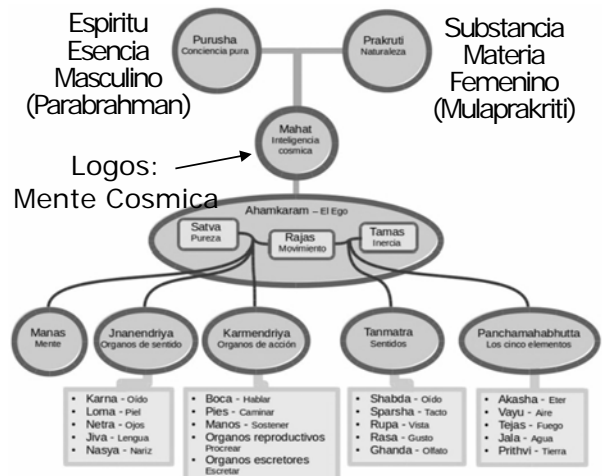 Espiritu
Esencia
Masculino
(Parabrahman)
Purusha
Conciencia pura
Prakruti
Naturaleza
Substancia
Materia
Femenino
(Mulaprakriti)
Mahat
Inteligencia
cosmica
Logos:
Mente Cosmica
Ahamkaram – El Ego
Satva
Pureza
Rajas
Movimiento
Tamas
Inercia
Manas
Mente
Jnanendriya
Organos de sentido
Karmendriya
Organos de acción
Tanmatra
Sentidos
Panchamahabhutta
Los cinco elementos
• Karna - Oído
• Loma - Piel
• Netra - Ojos
• Jiva - Lengua
• Nasya - Nariz
• Boca - Hablar
• Pies - Caminar
• Manos - Sostener
• Organos reproductivos
Procrear
• Organos escretores
Escretar
• Shabda - Oído
• Sparsha - Tacto
• Rupa - Vista
• Rasa - Gusto
• Ghanda - Olfato
• Akasha - Eter
• Vayu - Aire
• Tejas - Fuego
• Jala - Agua
• Prithvi - Tierra